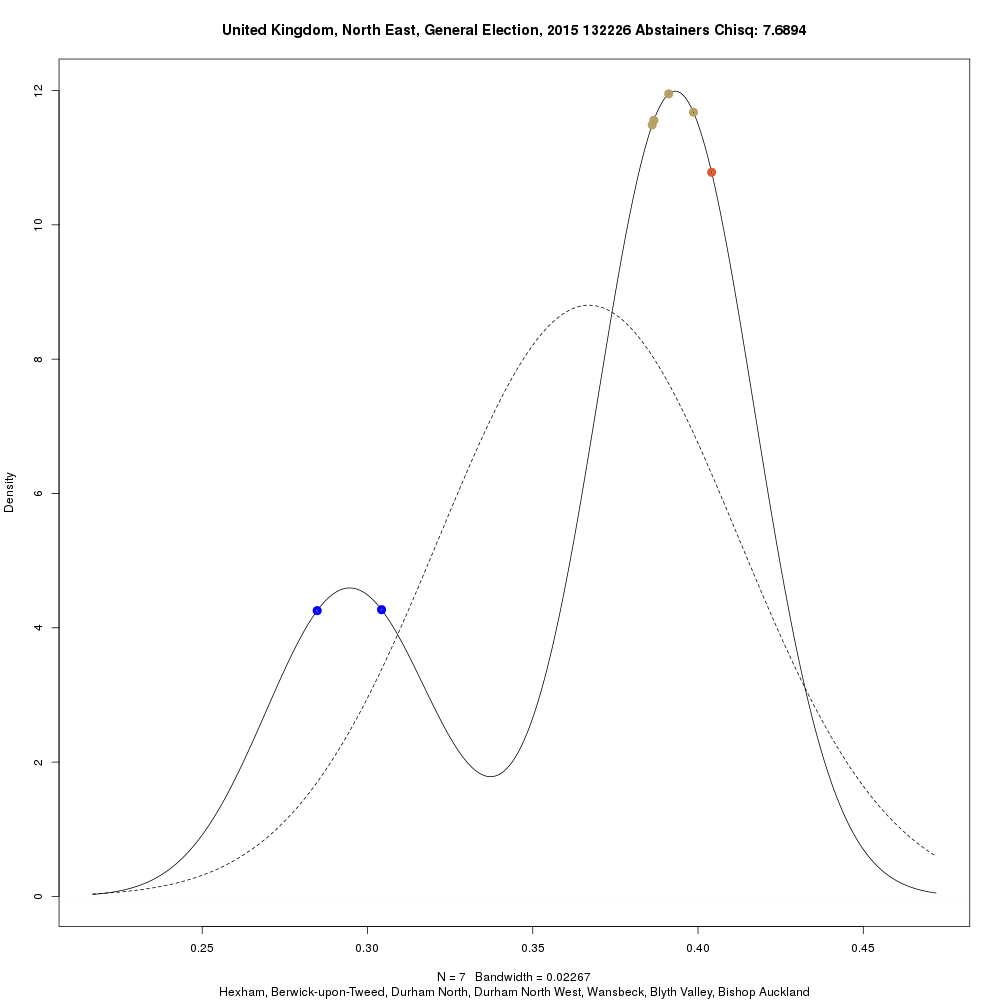 United Kingdom, North East, General Election, 2015 132226 Abstainers Chisq: 7.6894
Density
12
10
8
6
4
2
0
0.25 0.30 0.35 0.40 0.45
N = 7 Bandwidth = 0.02267
Hexham, Berwick-upon-Tweed, Durham North, Durham North West, Wansbeck, Blyth Valley, Bishop Auckland